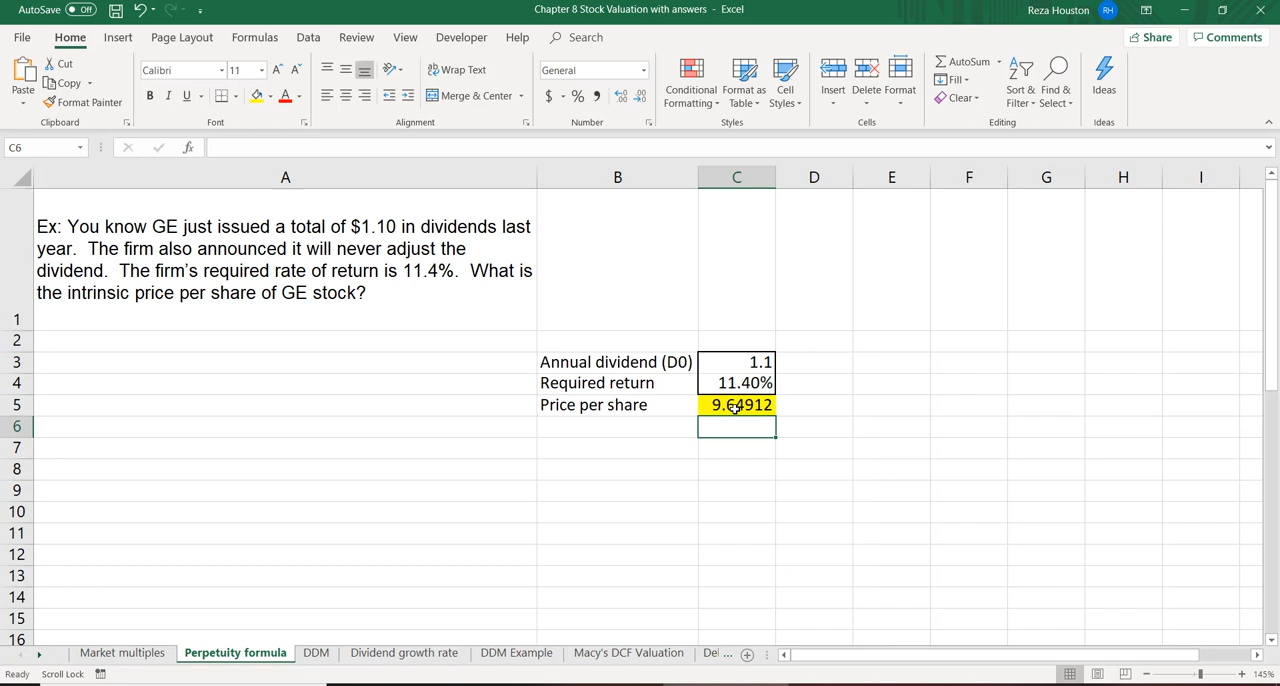 AutoSave Off Chapter 8 Stock Valuation with answers - Excel Reza Houston RH
File Home Insert Page Layout Formulas Data Review View Developer Help Search Share Comments
Paste
Cut
Copy
Format Painter
Clipboard
Calibri 11 A A
B I U A
Font
Wrap Text
Merge & Center
Alignment
General
$ % 9 .00 .0
Number
Conditional Formatting
Format as Table
Cell Styles
Styles
Insert Delete Format
Cells
AutoSum
Fill
Clear
Sort & Filter
Find & Select
Editing
Ideas
Ideas
C6 fx
A B C D E F G H I
Ex: You know GE just issued a total of $1.10 in dividends last
year. The firm also announced it will never adjust the
dividend. The firm's required rate of return is 11.4%. What is
the intrinsic price per share of GE stock?
1
2
3 Annual dividend (D0) 1.1
4 Required return 11.40%
5 Price per share 9.64912
6
7
8
9
10
11
12
13
14
15
16
Market multiples Perpetuity formula DDM Dividend growth rate DDM Example Macy's DCF Valuation Del ...
Ready Scroll Lock 145%